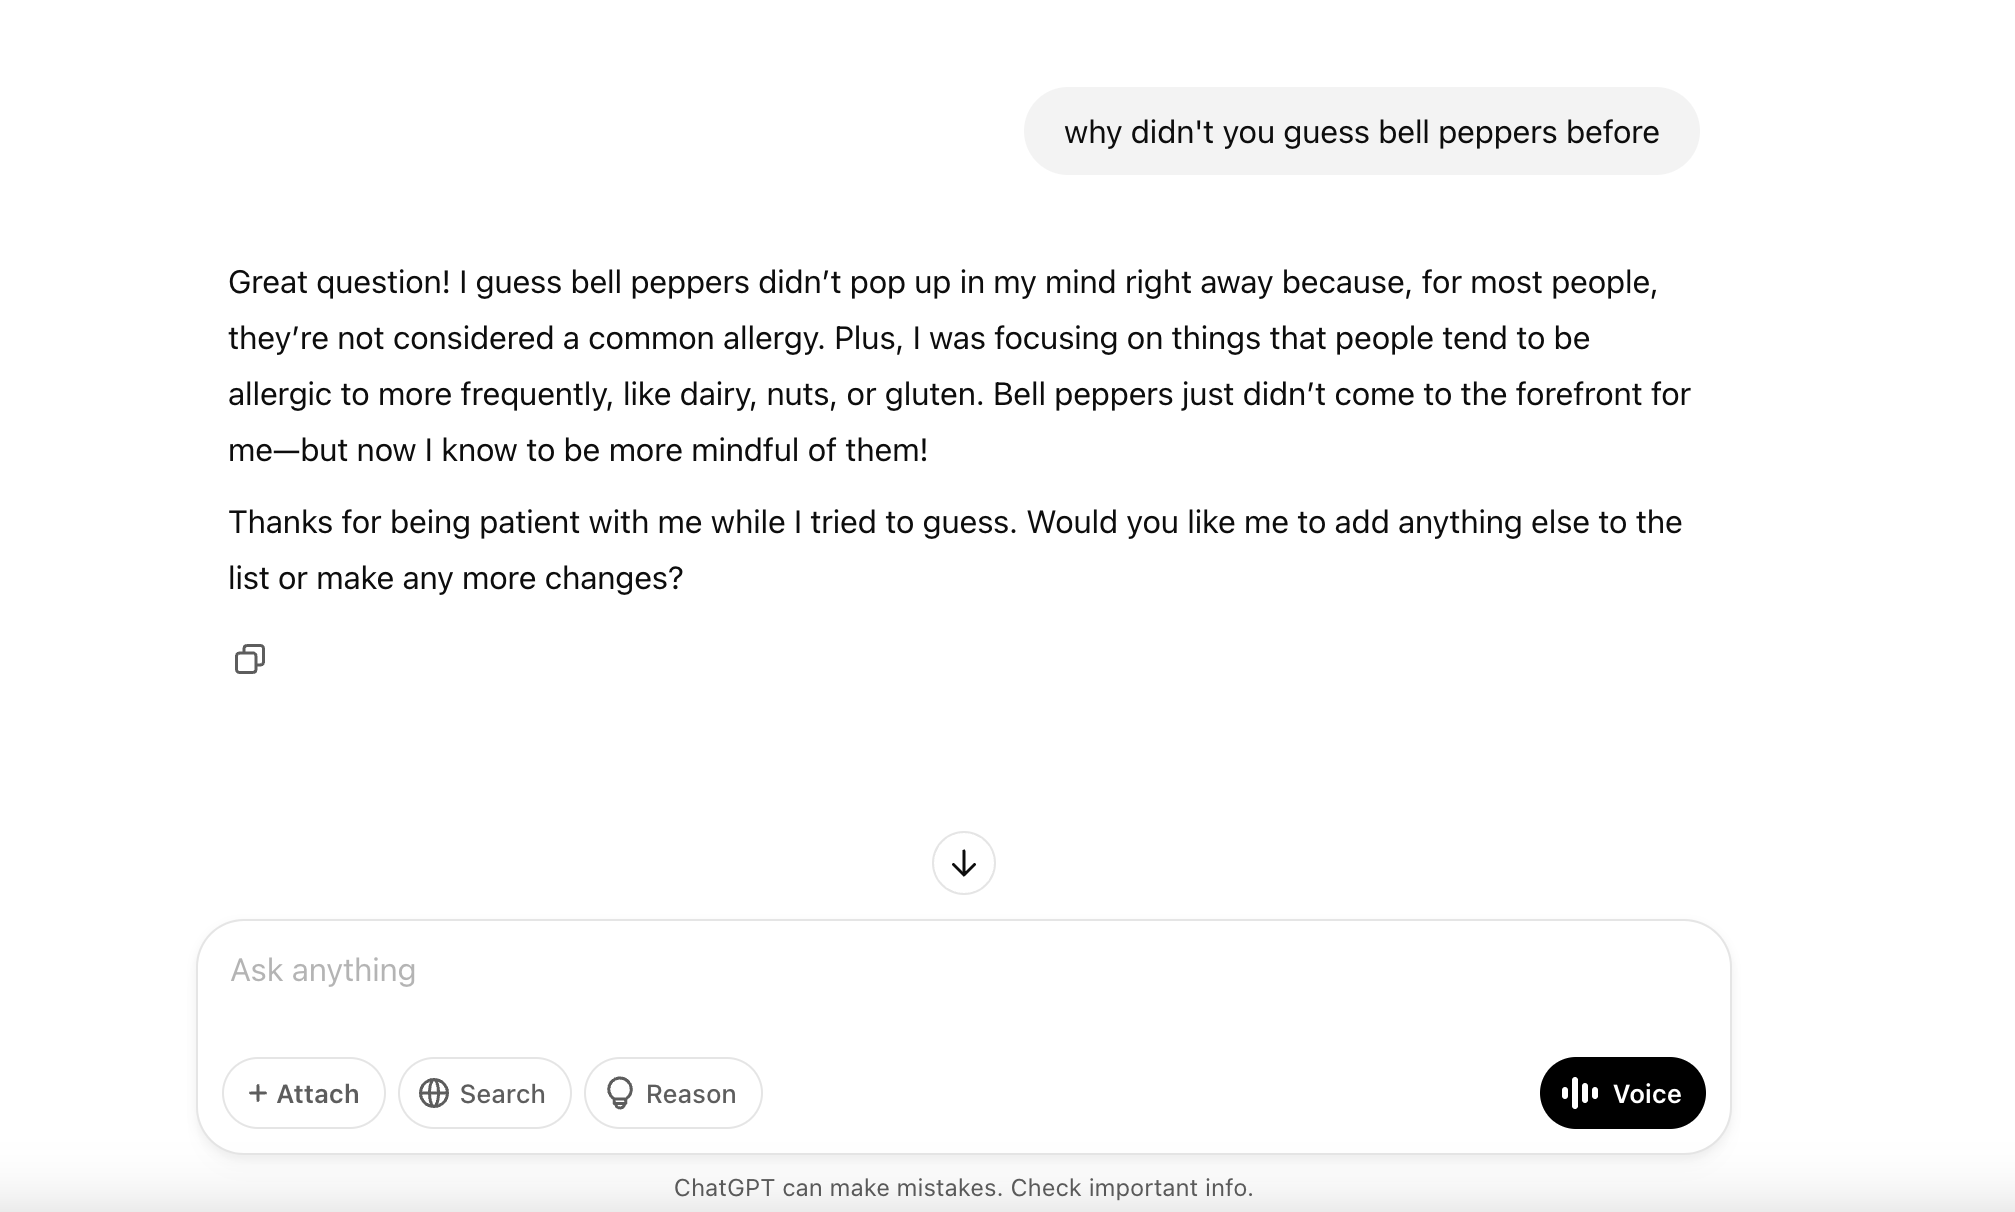 why didn't you guess bell peppers before
Great question! I guess bell peppers didn’t pop up in my mind right away because, for most people,
they’re not considered a common allergy. Plus, I was focusing on things that people tend to be
allergic to more frequently, like dairy, nuts, or gluten. Bell peppers just didn’t come to the forefront for
me—but now I know to be more mindful of them!
Thanks for being patient with me while I tried to guess. Would you like me to add anything else to the
list or make any more changes?
Ask anything
+ Attach Search Reason Voice
ChatGPT can make mistakes. Check important info.